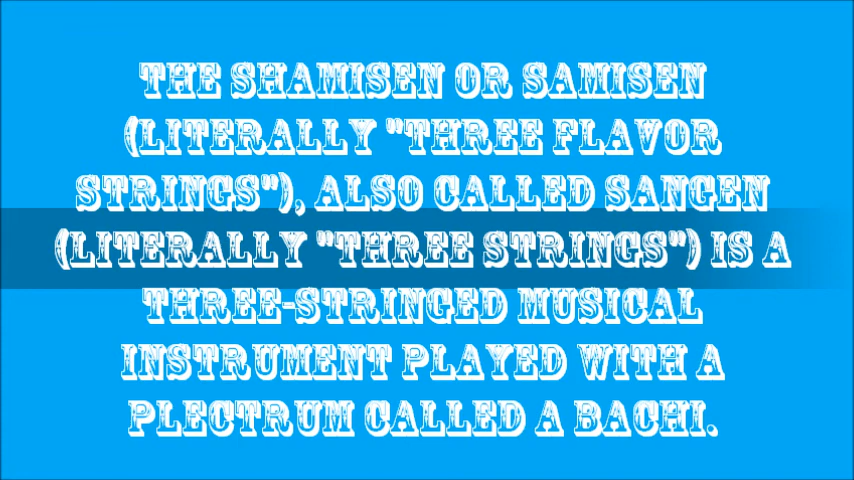 THE SHAMISEN OR SAMISEN
(LITERALLY "THREE FLAVOR
STRINGS"), ALSO CALLED SANGEN
(LITERALLY "THREE STRINGS") IS A
THREE-STRINGED MUSICAL
INSTRUMENT PLAYED WITH A
PLECTRUM CALLED A BACHI.